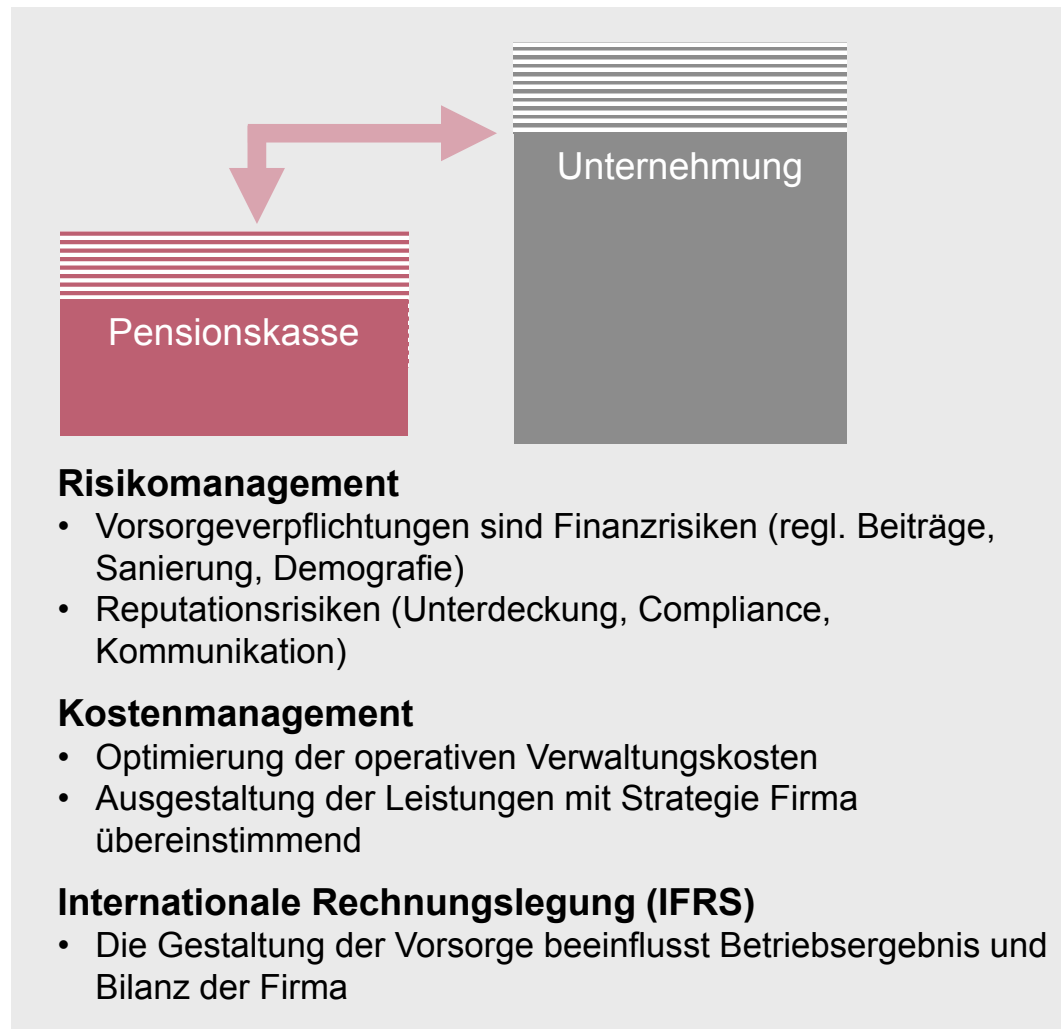 Unternehmung
Pensionskasse
Risikomanagement
• Vorsorgeverpflichtungen sind Finanzrisiken (regl. Beiträge,
Sanierung, Demografie)
• Reputationsrisiken (Unterdeckung, Compliance,
Kommunikation)
Kostenmanagement
• Optimierung der operativen Verwaltungskosten
• Ausgestaltung der Leistungen mit Strategie Firma
übereinstimmend
Internationale Rechnungslegung (IFRS)
• Die Gestaltung der Vorsorge beeinflusst Betriebsergebnis und
Bilanz der Firma